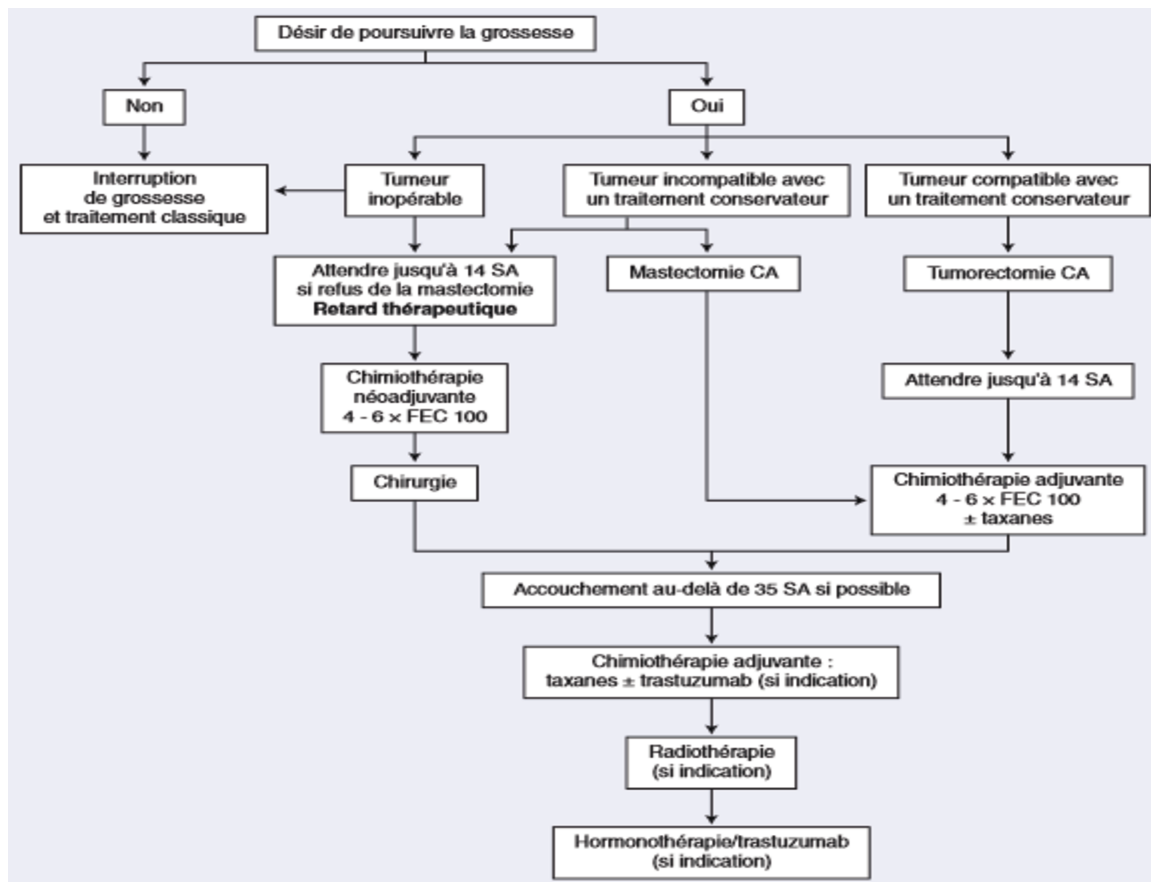 Désir de poursuivre la grossesse
Non
Oui
Interruption
de grossesse
et traitement classique
Tumeur
inopérable
Tumeur incompatible avec
un traitement conservateur
Tumeur compatible avec
un traitement conservateur
Attendre jusqu'à 14 SA
si refus de la mastectomie
Retard thérapeutique
Mastectomie CA
Tumorectomie CA
Chimiothérapie
néoadjuvante
4 - 6 × FEC 100
Attendre jusqu'à 14 SA
Chirurgie
Chimiothérapie adjuvante
4 - 6 × FEC 100
± taxanes
Accouchement au-delà de 35 SA si possible
Chimiothérapie adjuvante :
taxanes ± trastuzumab (si indication)
Radiothérapie
(si indication)
Hormonothérapie/trastuzumab
(si indication)